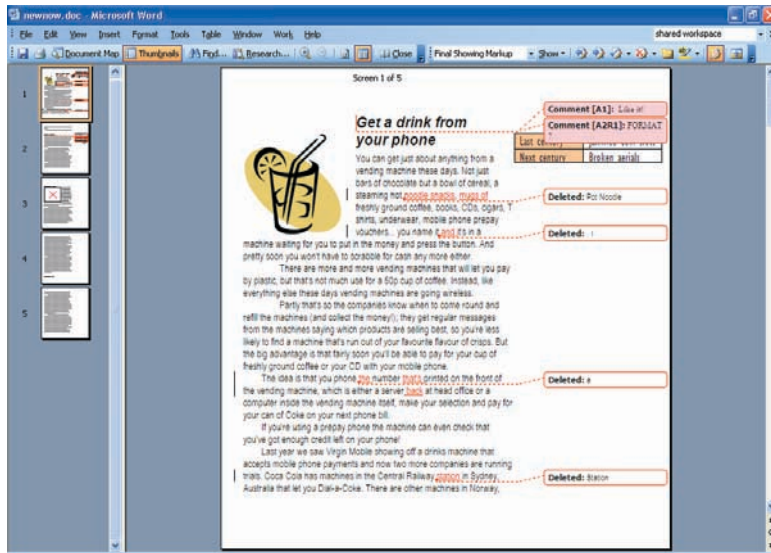 newnow.doc - Microsoft Word
File Edit View Insert Format Tools Table Window Work Help
shared workspace
Document Map Thumbnails Find... Research... Close Final Showing Markup Show
Screen 1 of 5
1
2
3
4
5
Get a drink from
your phone
You can get just about anything from a
vending machine these days. Not just
bars of chocolate but a bowl of cereal, a
steaming hot noodle snacks, mugs of
freshly ground coffee, books, CDs, cigars, T
shirts, underwear, mobile phone prepay
vouchers... you name it and it's in a
machine waiting for you to put in the money and press the button. And
pretty soon you won't have to scrabble for cash any more either.
There are more and more vending machines that will let you pay
by plastic, but that's not much use for a 50p cup of coffee. Instead, like
everything else these days vending machines are going wireless.
Partly that's so the companies know when to come round and
refill the machines (and collect the money!); they get regular messages
from the machines saying which products are selling best, so you're less
likely to find a machine that's run out of your favourite flavour of crisps. But
the big advantage is that fairly soon you'll be able to pay for your cup of
freshly ground coffee or your CD with your mobile phone.
The idea is that you phone the number that's printed on the front of
the vending machine, which is either a server back at head office or a
computer inside the vending machine itself, make your selection and pay for
your can of Coke on your next phone bill.
If you're using a prepay phone the machine can even check that
you've got enough credit left on your phone!
Last year we saw Virgin Mobile showing off a drinks machine that
accepts mobile phone payments and now two more companies are running
trials. Coca Cola has machines in the Central Railway station in Sydney,
Australia that let you Dial-a-Coke. There are other machines in Norway,
Comment [A1]: Like it!
Comment [A2R1]: FORMAT
Last century
Next century Broken aerials
Deleted: Pot Noodle
Deleted:
Deleted: a
Deleted: Station